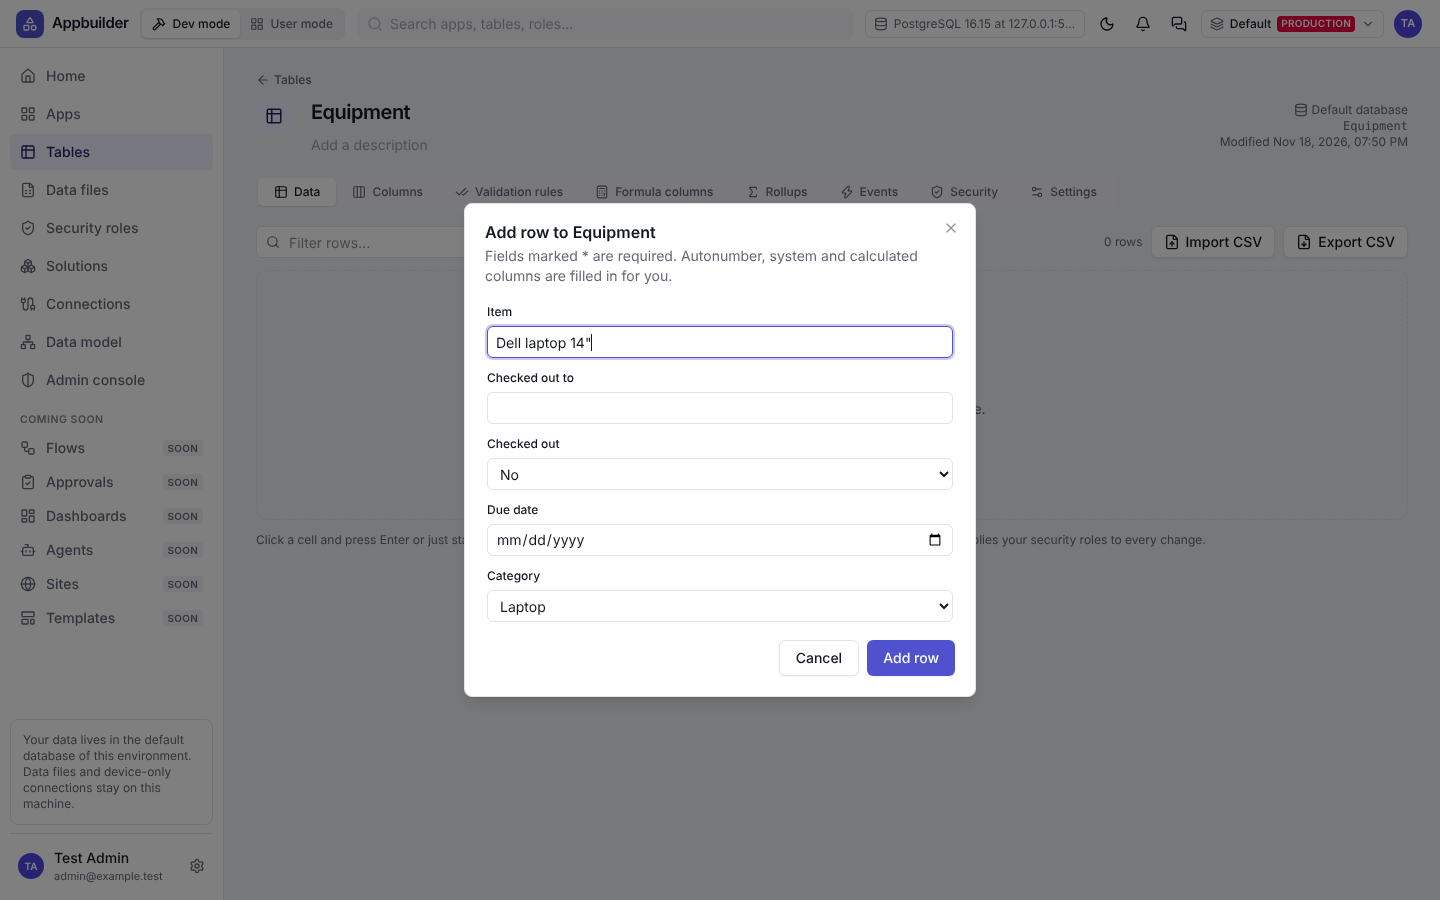 Appbuilder
Dev mode
User mode
Search apps, tables, roles...
PostgreSQL 16.15 at 127.0.0.1:5...
Default
PRODUCTION
TA
Home
Apps
Tables
Data files
Security roles
Solutions
Connections
Data model
Admin console
COMING SOON
Flows SOON
Approvals SOON
Dashboards SOON
Agents SOON
Sites SOON
Templates SOON
Your data lives in the default
database of this environment.
Data files and device-only
connections stay on this
machine.
TA
Test Admin
admin@example.test
Tables
Equipment
Add a description
Default database
Equipment
Modified Nov 18, 2026, 07:50 PM
Data
Columns
Validation rules
Formula columns
Rollups
Events
Security
Settings
Filter rows...
0 rows
Import CSV
Export CSV
Click a cell and press Enter or just
your security roles to every change.
Add row to Equipment
Fields marked * are required. Autonumber, system and calculated
columns are filled in for you.
Item
Dell laptop 14"
Checked out to
Checked out
No
Due date
mm/dd/yyyy
Category
Laptop
Cancel
Add row